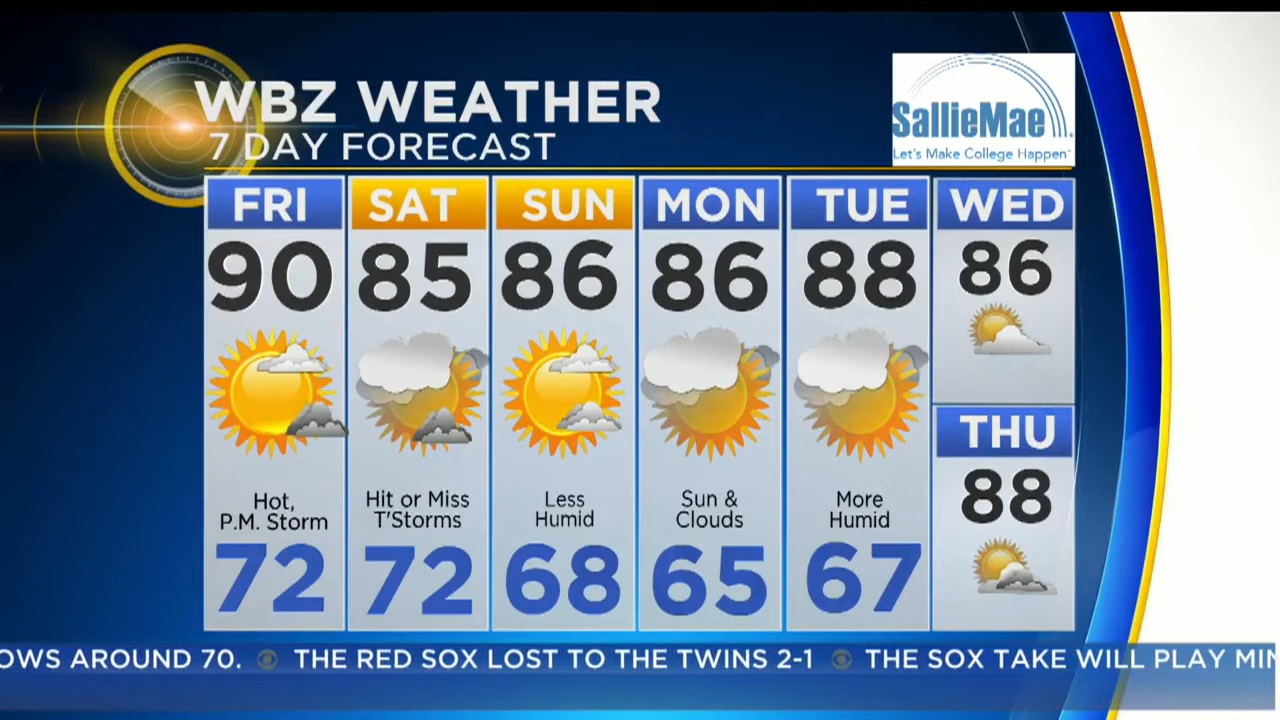 WBZ WEATHER
7 DAY FORECAST
SallieMae
Let's Make College Happen
FRI
90
Hot,
P.M. Storm
72
SAT
85
Hit or Miss
T'Storms
72
SUN
86
Less
Humid
68
MON
86
Sun &
Clouds
65
TUE
88
More
Humid
67
WED
86
THU
88
OWS AROUND 70. THE RED SOX LOST TO THE TWINS 2-1 THE SOX TAKE WILL PLAY MIN